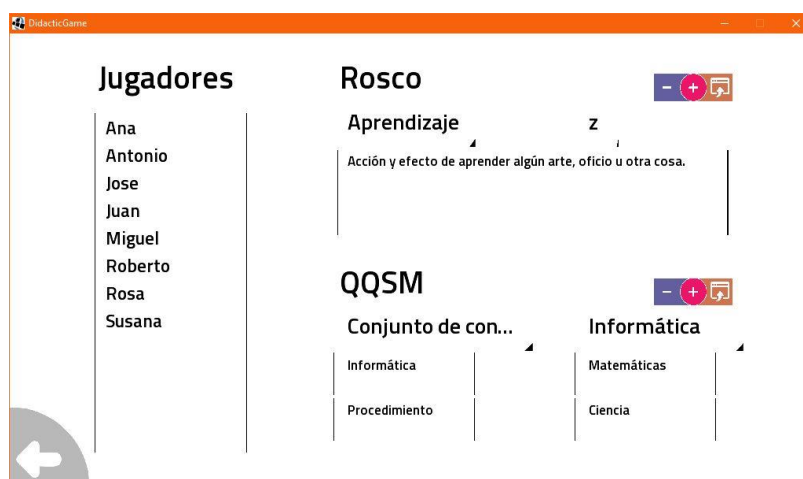 DidacticGame
Jugadores
Ana
Antonio
Jose
Juan
Miguel
Roberto
Rosa
Susana
Rosco
Aprendizaje z
Acción y efecto de aprender algún arte, oficio u otra cosa.
QQSM
Conjunto de con... Informática
Informática Matemáticas
Procedimiento Ciencia